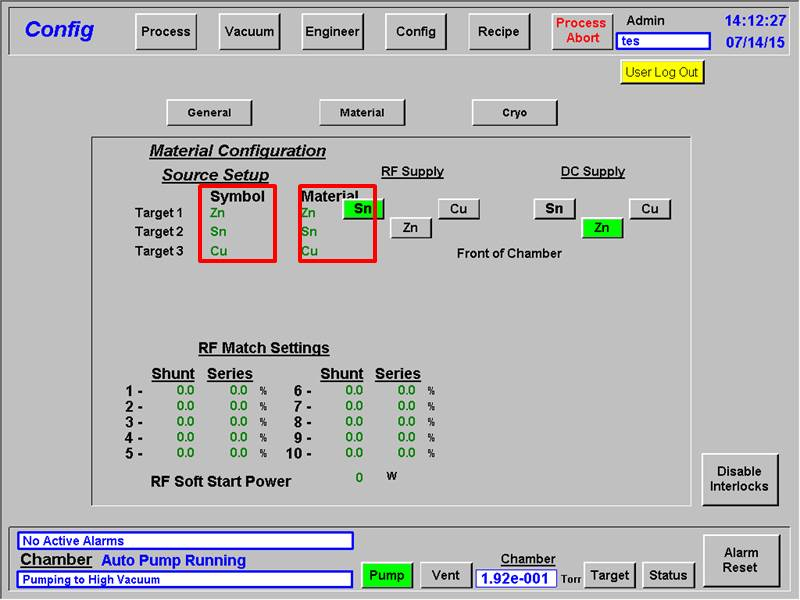 Config Process Vacuum Engineer Config Recipe Process Abort Admin 14:12:27
tes 07/14/15
User Log Out
General Material Cryo
Material Configuration
Source Setup RF Supply DC Supply
Symbol Material
Target 1 Zn Zn Sn Cu Sn Cu
Target 2 Sn Sn Zn Zn
Target 3 Cu Cu Front of Chamber
RF Match Settings
Shunt Series Shunt Series
1 - 0.0 0.0 % 6 - 0.0 0.0 %
2 - 0.0 0.0 % 7 - 0.0 0.0 %
3 - 0.0 0.0 % 8 - 0.0 0.0 %
4 - 0.0 0.0 % 9 - 0.0 0.0 %
5 - 0.0 0.0 % 10 - 0.0 0.0 %
RF Soft Start Power 0 W
Disable Interlocks
No Active Alarms
Chamber Auto Pump Running
Pumping to High Vacuum
Pump Vent
Chamber
1.92e-001 Torr
Target Status
Alarm Reset